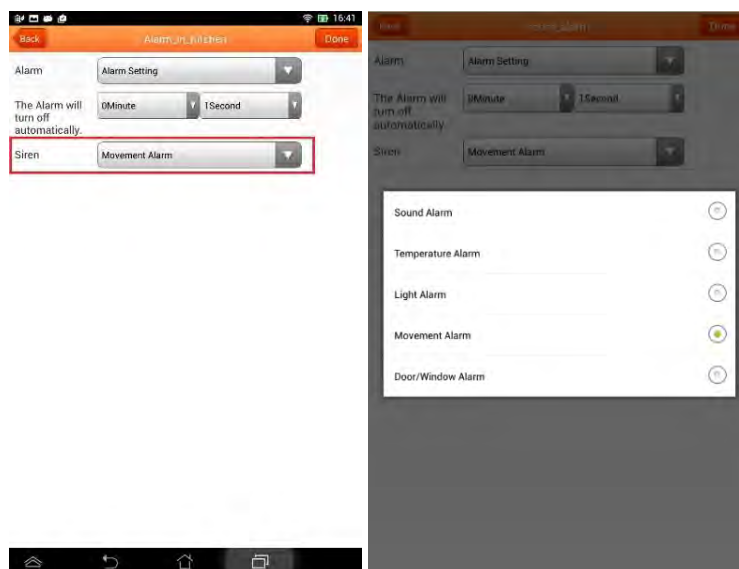 16:41
Back
Alarm_in_kitchen
Done
Alarm
Alarm Setting
The Alarm will
turn off
automatically.
0Minute
1Second
Siren
Movement Alarm
Back
Done
Alarm
Alarm Setting
The Alarm will
turn off
automatically.
0Minute
1Second
Siren
Movement Alarm
Sound Alarm
Temperature Alarm
Light Alarm
Movement Alarm
Door/Window Alarm